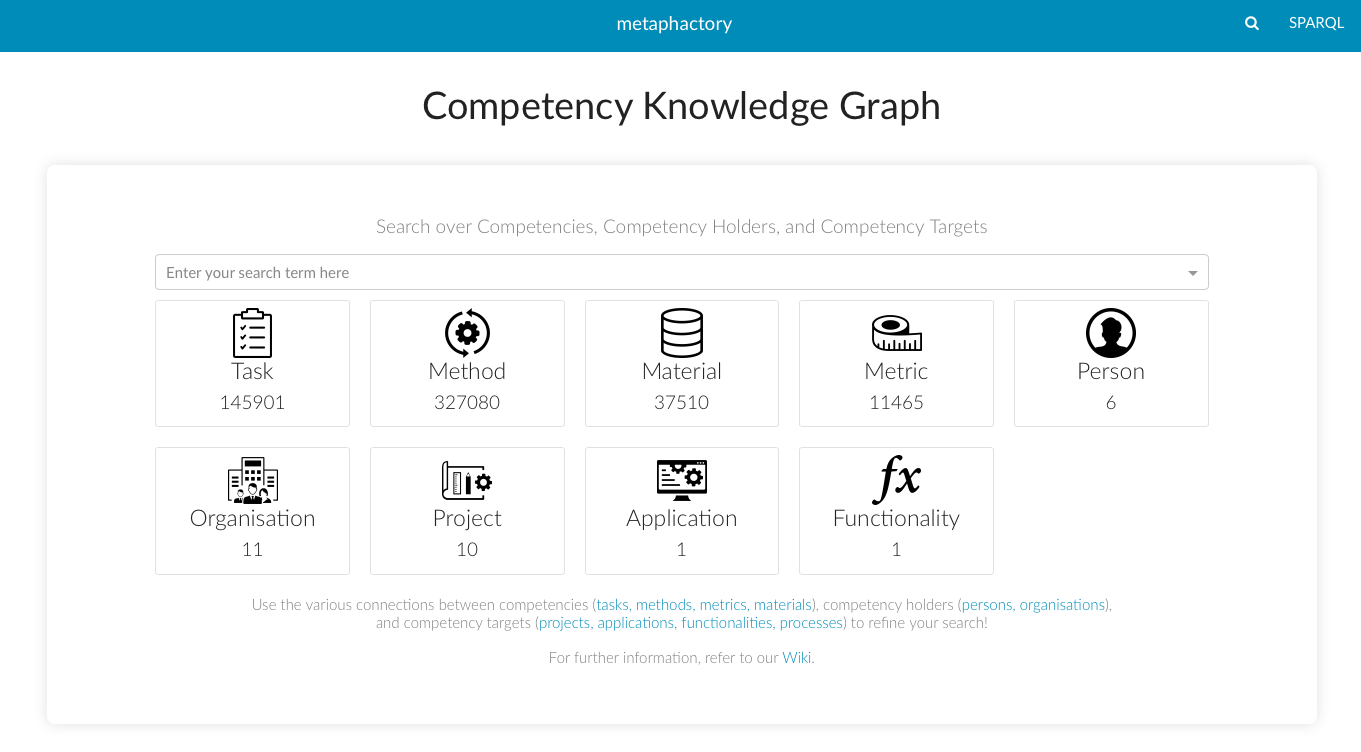 metaphactory
SPARQL
Competency Knowledge Graph
Search over Competencies, Competency Holders, and Competency Targets
Enter your search term here
Task
145901
Method
327080
Material
37510
Metric
11465
Person
6
Organisation
11
Project
10
Application
1
fx
Functionality
1
Use the various connections between competencies (tasks, methods, metrics, materials), competency holders (persons, organisations),
and competency targets (projects, applications, functionalities, processes) to refine your search!
For further information, refer to our Wiki.